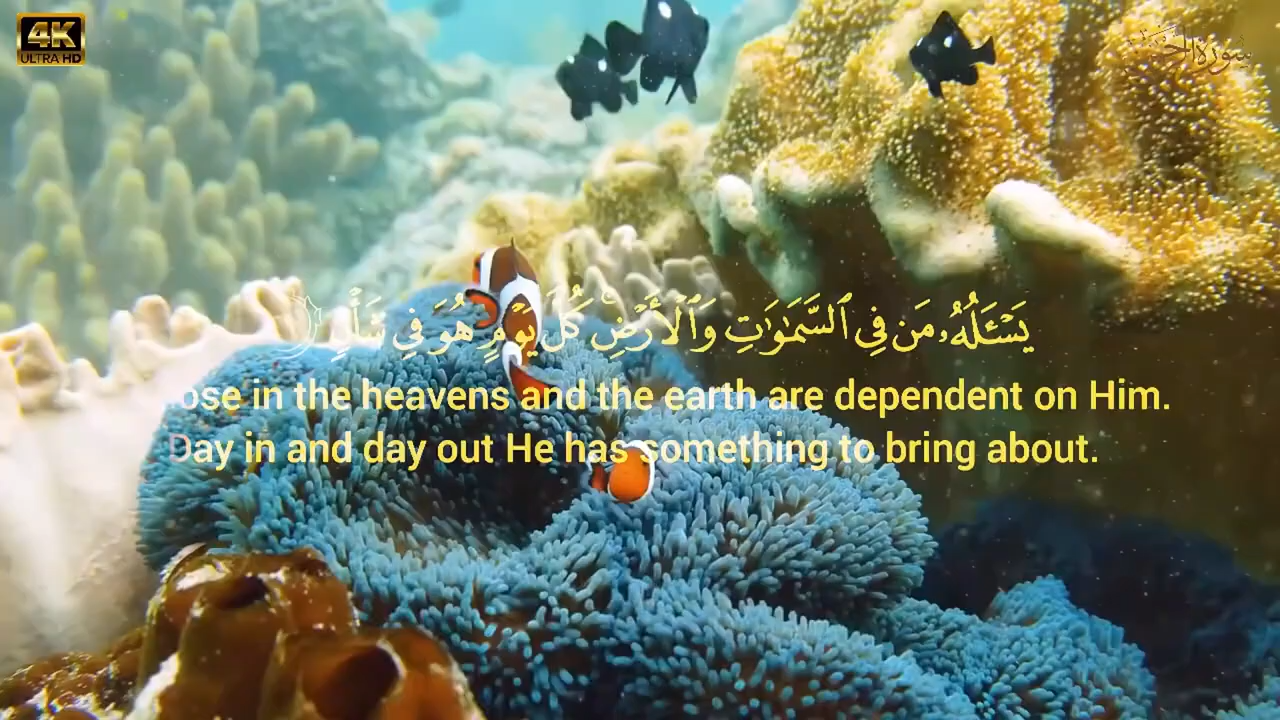 4K
ULTRA HD
يَسْـَٔلُهُۥ مَن فِى ٱلسَّمَـٰوَٰتِ وَٱلْأَرْضِ ۚ كُلَّ يَوْمٍ هُوَ فِى شَأْنٍ
in the heavens and the earth are dependent on Him.
Day in and day out He has something to bring about.